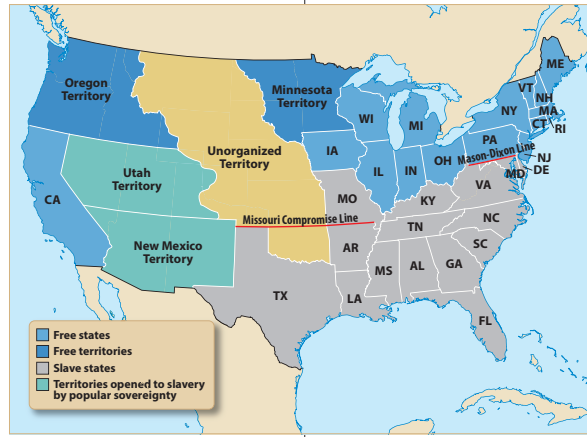 Oregon
Territory
Minnesota
Territory
Unorganized
Territory
Utah
Territory
New Mexico
Territory
CA
TX
WI
MI
IA
IL
IN
OH
PA
NY
VT
NH
ME
MA
CT
RI
NJ
DE
MD
Mason-Dixon Line
MO
KY
VA
Missouri Compromise Line
TN
NC
AR
SC
MS
AL
GA
LA
FL
Free states
Free territories
Slave states
Territories opened to slavery
by popular sovereignty